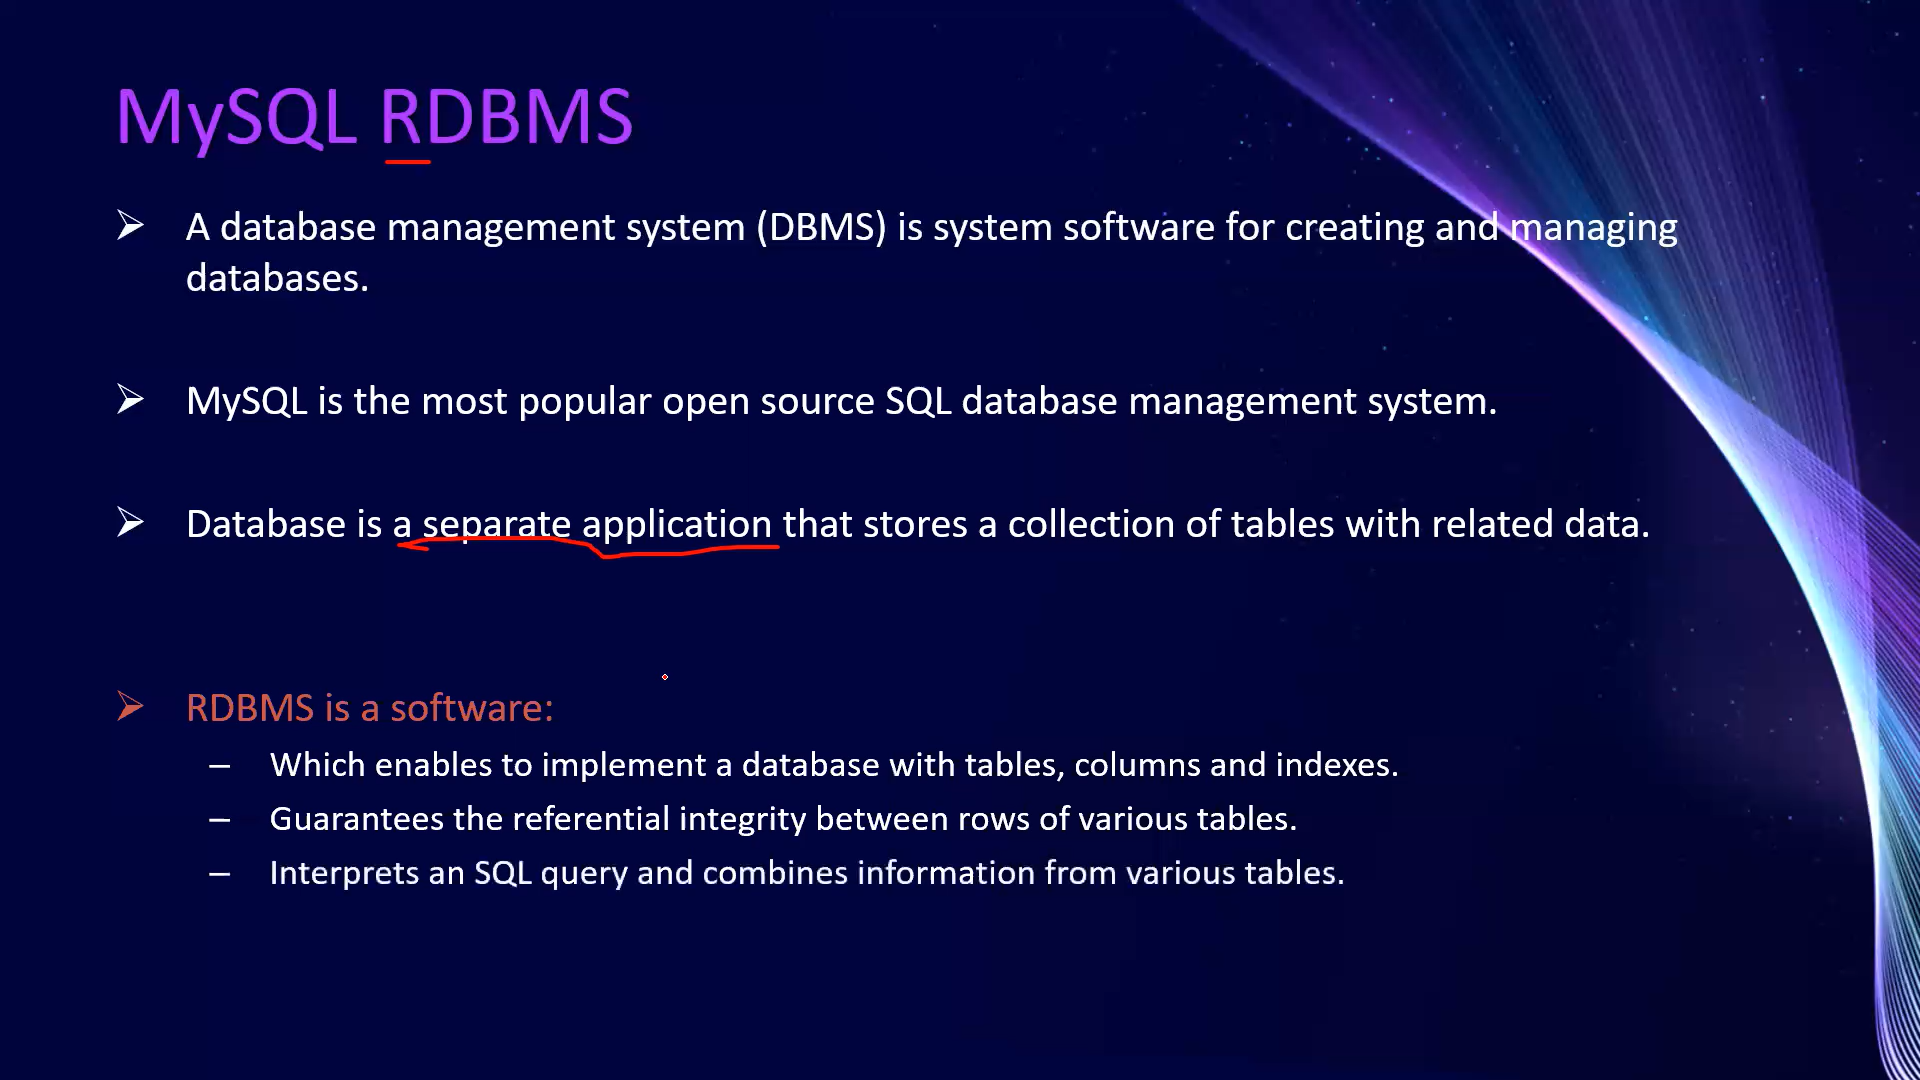 MySQL RDBMS
A database management system (DBMS) is system software for creating and managing
databases.
MySQL is the most popular open source SQL database management system.
Database is a separate application that stores a collection of tables with related data.
RDBMS is a software:
– Which enables to implement a database with tables, columns and indexes.
– Guarantees the referential integrity between rows of various tables.
– Interprets an SQL query and combines information from various tables.